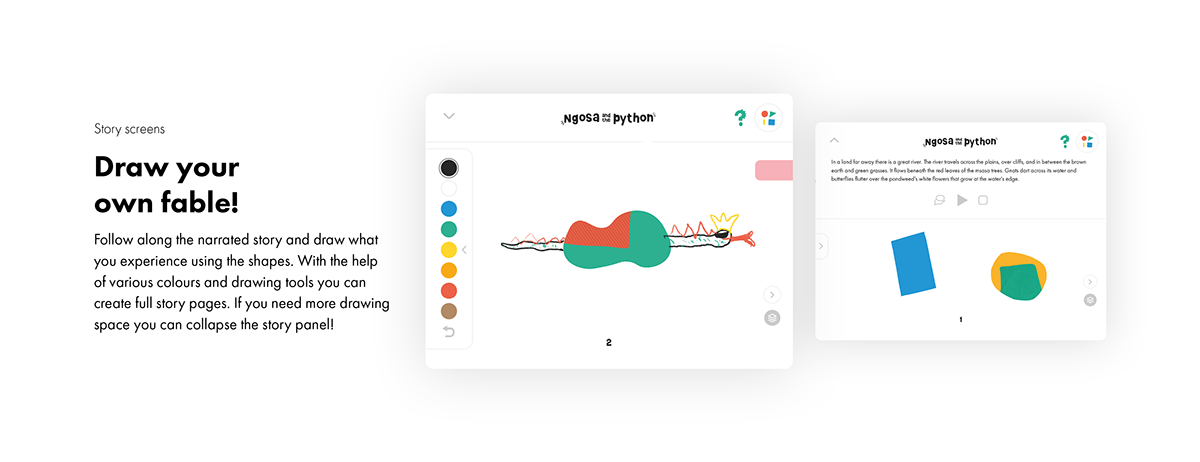 Story screens
Draw your
own fable!
Follow along the narrated story and draw what
you experience using the shapes. With the help
of various colours and drawing tools you can
create full story pages. If you need more drawing
space you can collapse the story panel!
Ngosa and the python
?
2
Ngosa and the python
?
In a land far away there is a great river. The river travels across the plains, over cliffs, and in between the brown
earth and green grasses. It flows beneath the red leaves of the msasa trees. Gnats dart across its water and
butterflies flutter over the pondweed's white flowers that grow at the water's edge.
1